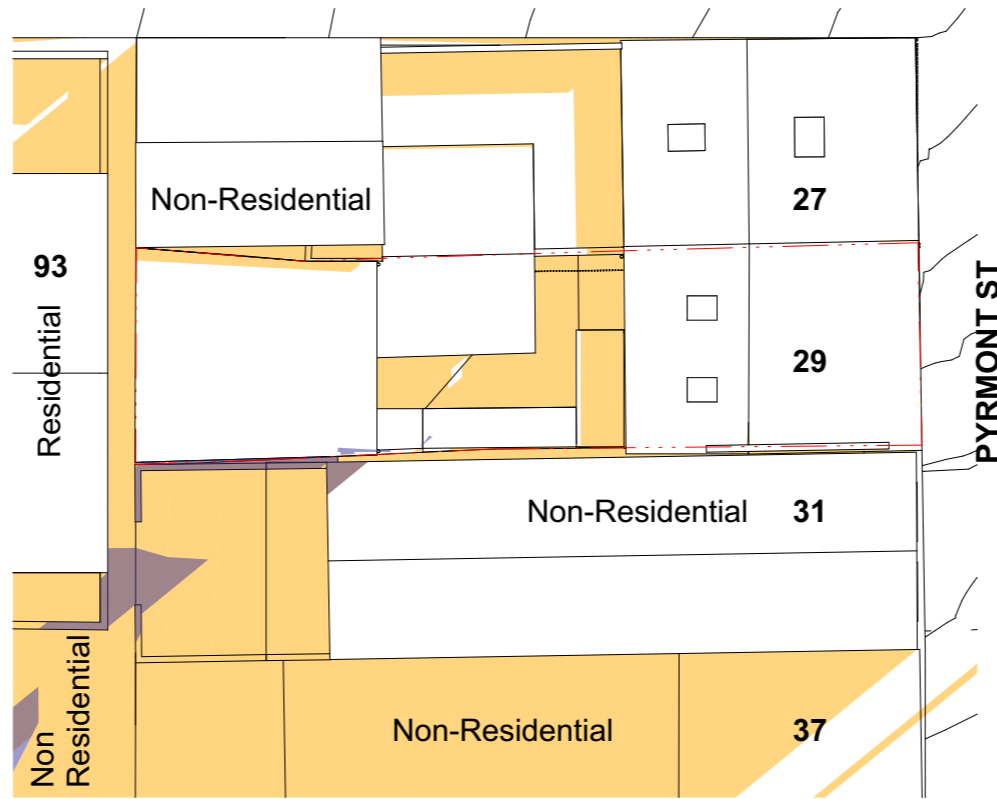 Non-Residential
27
93
Residential
29
PYRMONT ST
Non-Residential 31
Non
Residential
Non-Residential 37